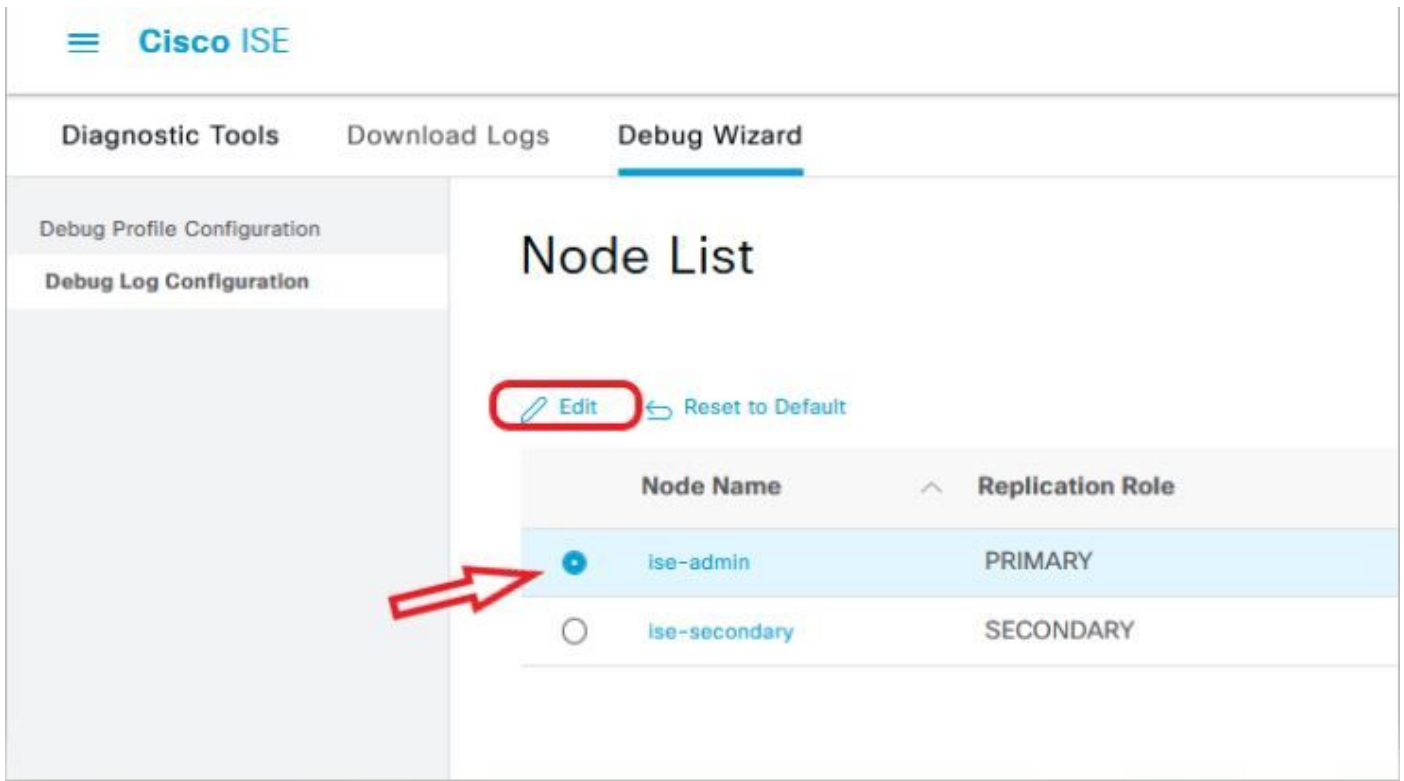 Cisco ISE
Diagnostic Tools Download Logs Debug Wizard
Debug Profile Configuration
Debug Log Configuration
Node List
Edit Reset to Default
Node Name Replication Role
ise-admin PRIMARY
ise-secondary SECONDARY